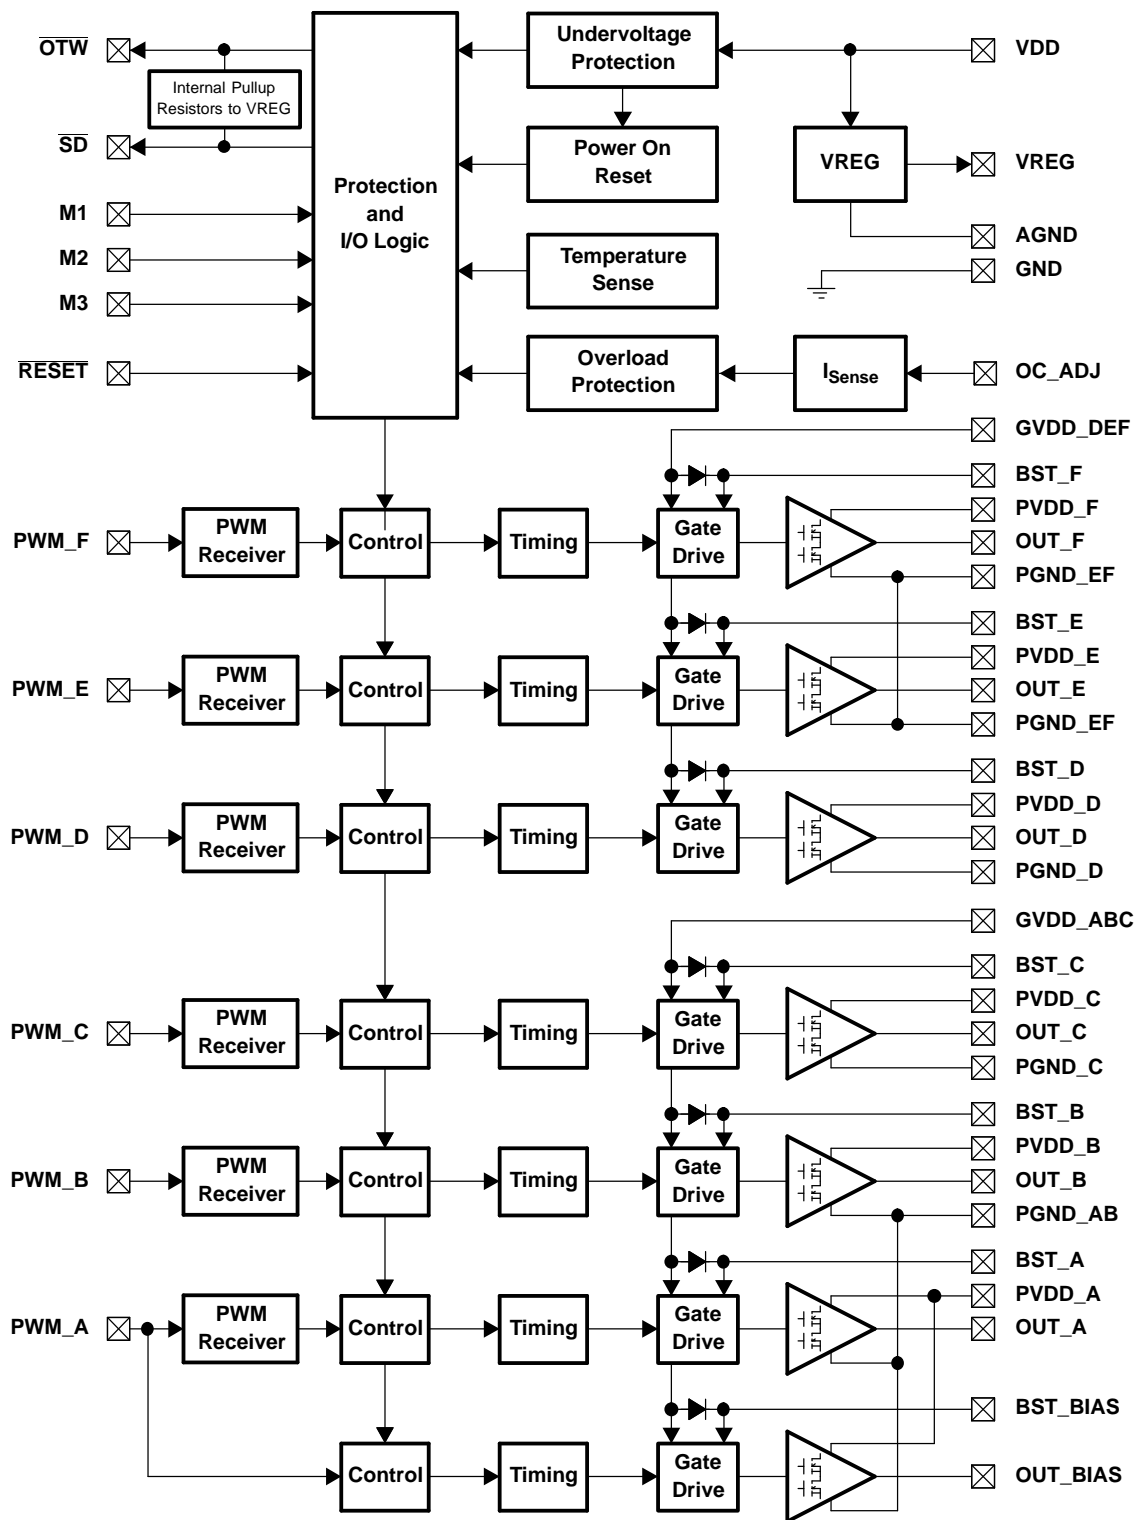 OTW
Undervoltage
Protection
VDD
Internal Pullup
Resistors to VREG
SD
Power On
Reset
VREG
VREG
Protection
and
I/O Logic
M1
AGND
M2
Temperature
Sense
GND
M3
RESET
Overload
Protection
ISense
OC_ADJ
GVDD_DEF
BST_F
PVDD_F
PWM_F
PWM
Receiver
Control
Timing
Gate
Drive
OUT_F
PGND_EF
BST_E
PVDD_E
PWM_E
PWM
Receiver
Control
Timing
Gate
Drive
OUT_E
PGND_EF
BST_D
PVDD_D
PWM_D
PWM
Receiver
Control
Timing
Gate
Drive
OUT_D
PGND_D
GVDD_ABC
BST_C
PVDD_C
PWM_C
PWM
Receiver
Control
Timing
Gate
Drive
OUT_C
PGND_C
BST_B
PVDD_B
PWM_B
PWM
Receiver
Control
Timing
Gate
Drive
OUT_B
PGND_AB
BST_A
PVDD_A
PWM_A
PWM
Receiver
Control
Timing
Gate
Drive
OUT_A
BST_BIAS
Control
Timing
Gate
Drive
OUT_BIAS